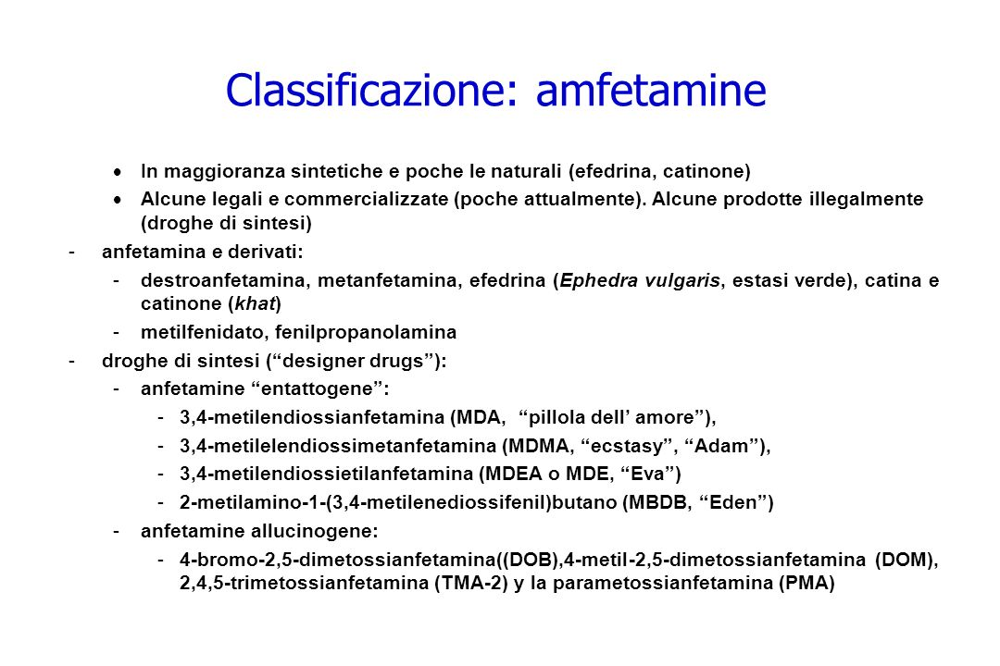 Classificazione: amfetamine
• In maggioranza sintetiche e poche le naturali (efedrina, catinone)
• Alcune legali e commercializzate (poche attualmente). Alcune prodotte illegalmente
(droghe di sintesi)
- anfetamina e derivati:
- destroanfetamina, metanfetamina, efedrina (Ephedra vulgaris, estasi verde), catina e
catinone (khat)
- metilfenidato, fenilpropanolamina
- droghe di sintesi (“designer drugs”):
- anfetamine “entattogene”:
- 3,4-metilendiossianfetamina (MDA, “pillola dell’ amore”),
- 3,4-metilelendiossimetanfetamina (MDMA, “ecstasy”, “Adam”),
- 3,4-metilendiossietilanfetamina (MDEA o MDE, “Eva”)
- 2-metilamino-1-(3,4-metilenediossifenil)butano (MBDB, “Eden”)
- anfetamine allucinogene:
- 4-bromo-2,5-dimetossianfetamina((DOB),4-metil-2,5-dimetossianfetamina (DOM),
2,4,5-trimetossianfetamina (TMA-2) y la parametossianfetamina (PMA)